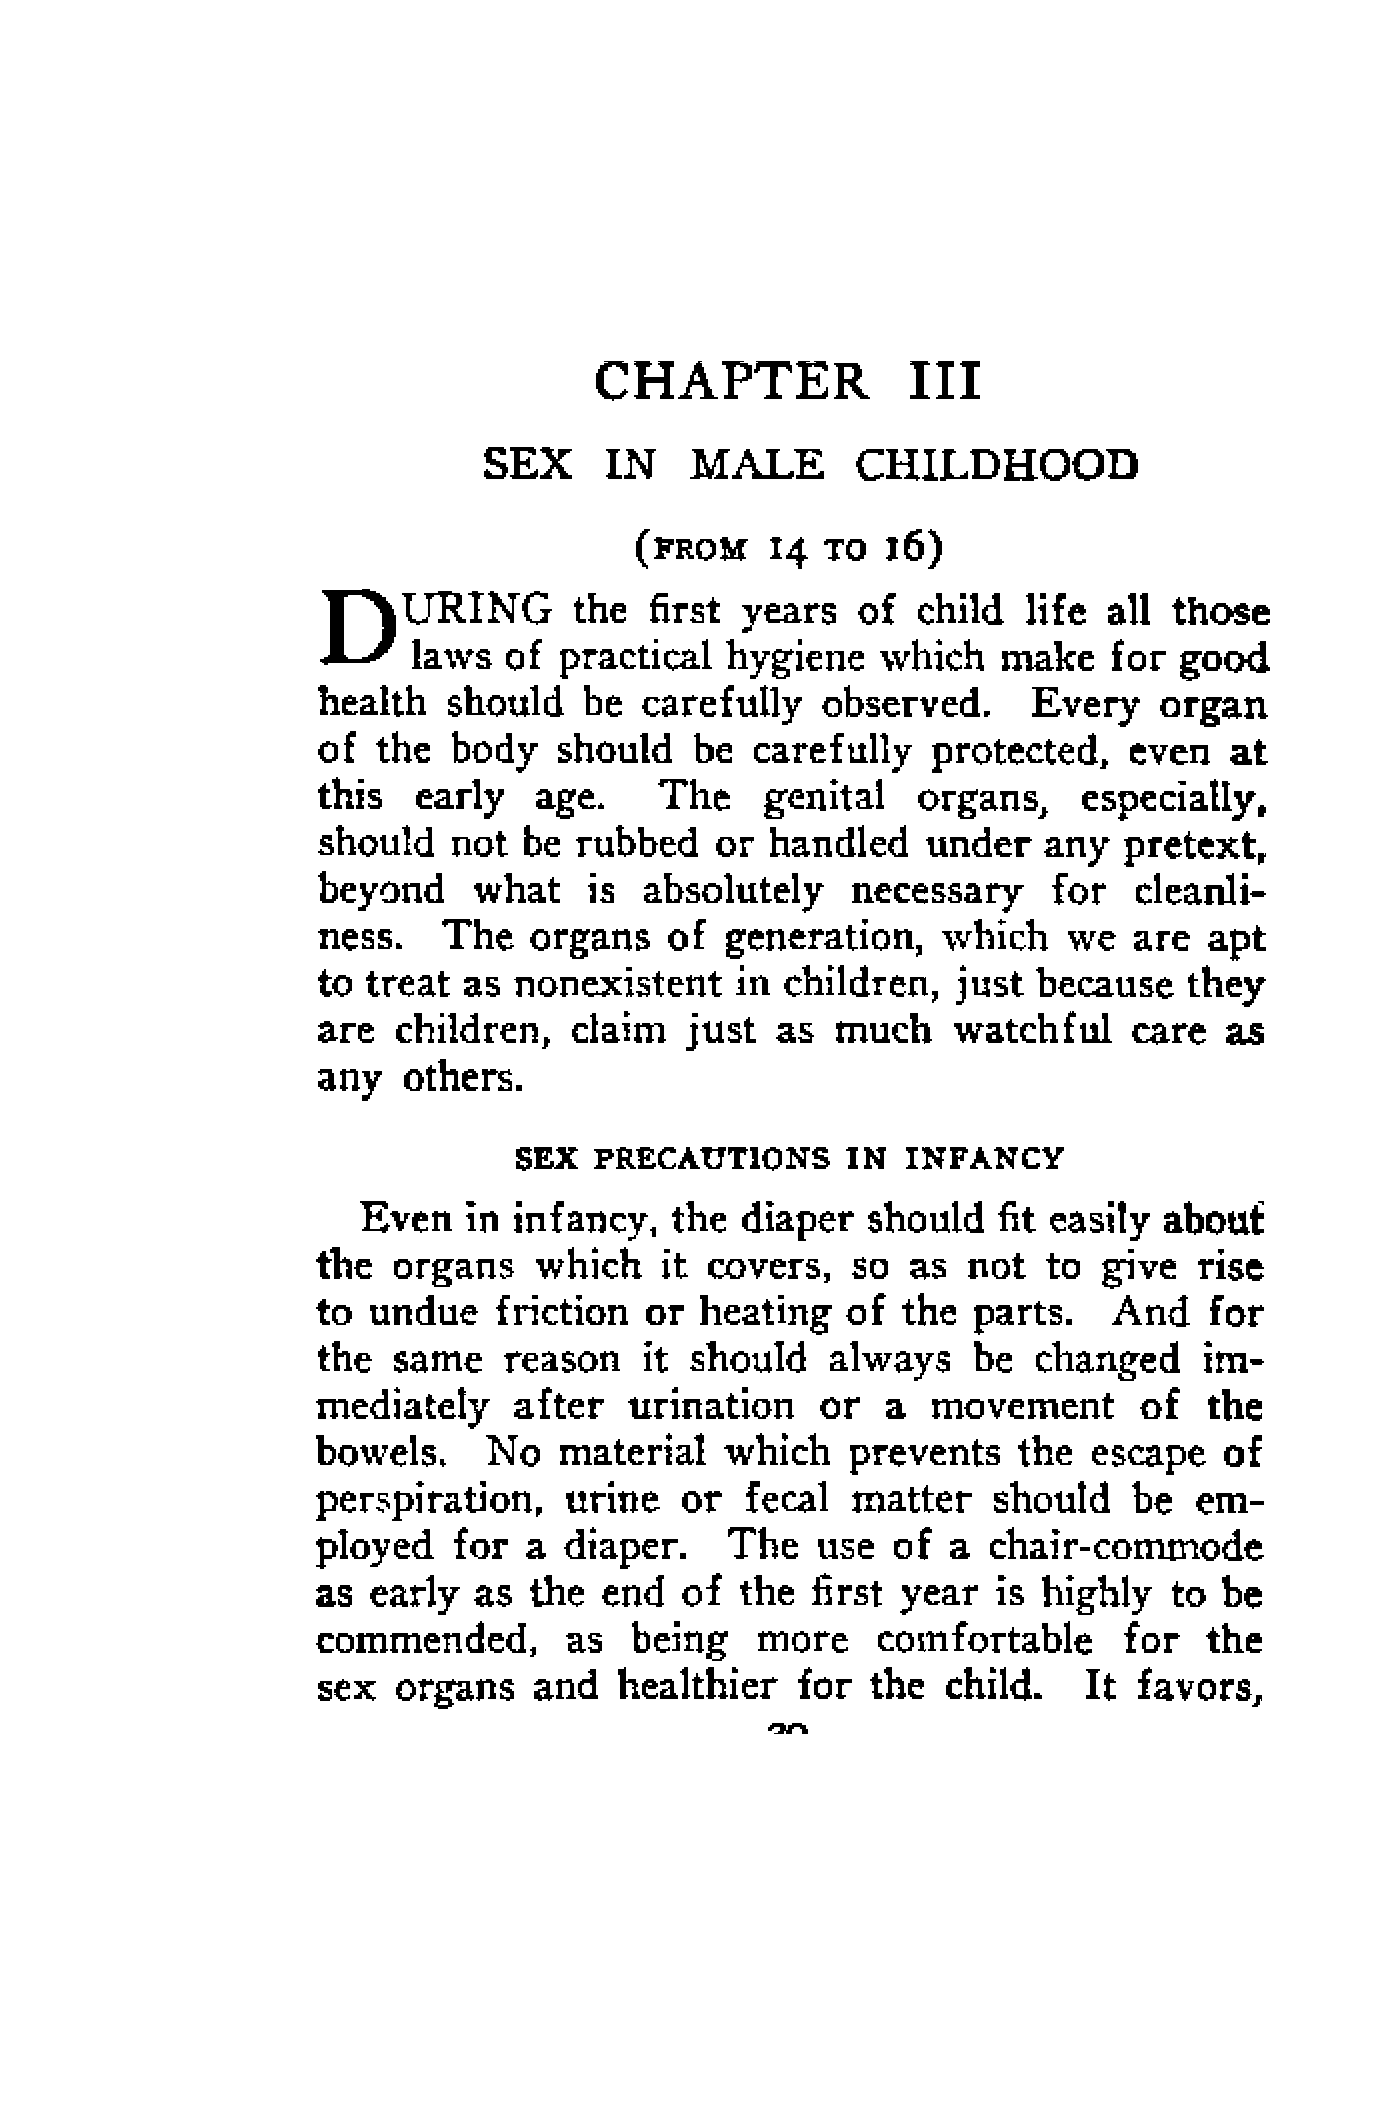 CHAPTER III
SEX IN MALE CHILDHOOD
(FROM 14 TO 16)
DURING the first years of child life all those
laws of practical hygiene which make for good
health should be carefully observed. Every organ
of the body should be carefully protected, even at
this early age. The genital organs, especially,
should not be rubbed or handled under any pretext,
beyond what is absolutely necessary for cleanli-
ness. The organs of generation, which we are apt
to treat as nonexistent in children, just because they
are children, claim just as much watchful care as
any others.
SEX PRECAUTIONS IN INFANCY
Even in infancy, the diaper should fit easily about
the organs which it covers, so as not to give rise
to undue friction or heating of the parts. And for
the same reason it should always be changed im-
mediately after urination or a movement of the
bowels. No material which prevents the escape of
perspiration, urine or fecal matter should be em-
ployed for a diaper. The use of a chair-commode
as early as the end of the first year is highly to be
commended, as being more comfortable for the
sex organs and healthier for the child. It favors,